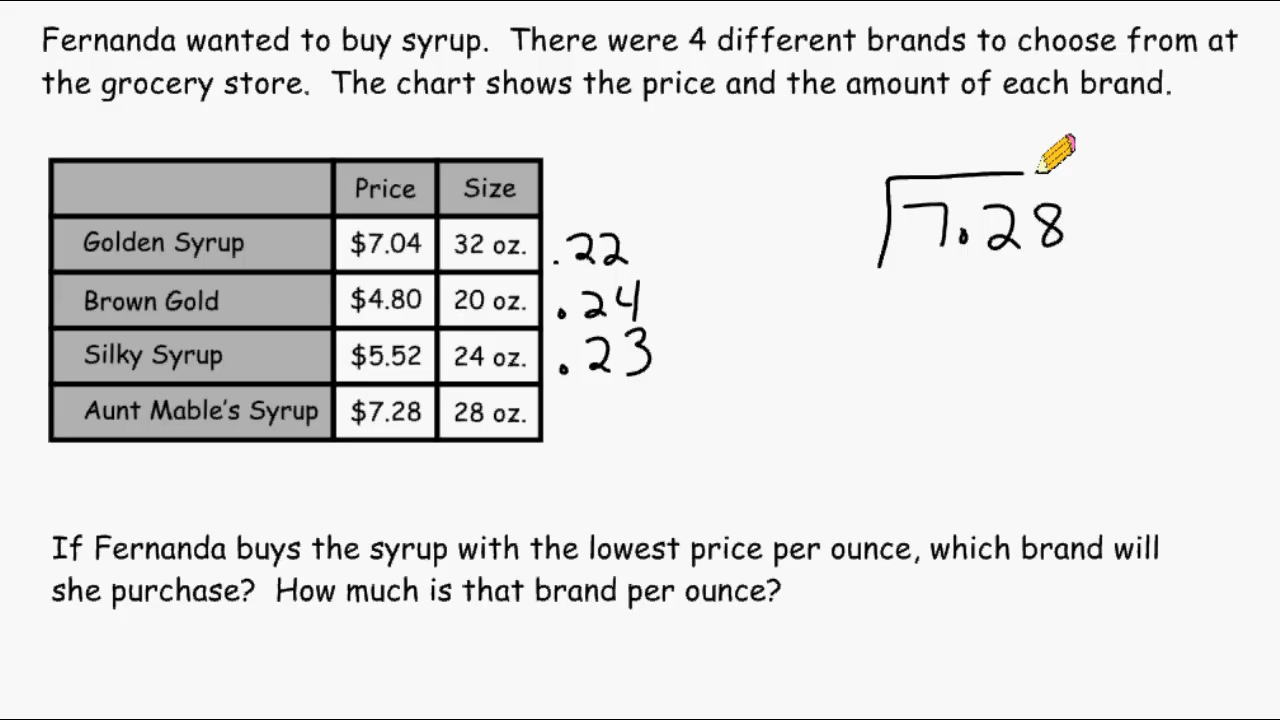 Fernanda wanted to buy syrup. There were 4 different brands to choose from at
the grocery store. The chart shows the price and the amount of each brand.
Price Size
Golden Syrup $7.04 32 oz. .22
Brown Gold $4.80 20 oz. .24
Silky Syrup $5.52 24 oz. .23
Aunt Mable's Syrup $7.28 28 oz.
7.28
If Fernanda buys the syrup with the lowest price per ounce, which brand will
she purchase? How much is that brand per ounce?